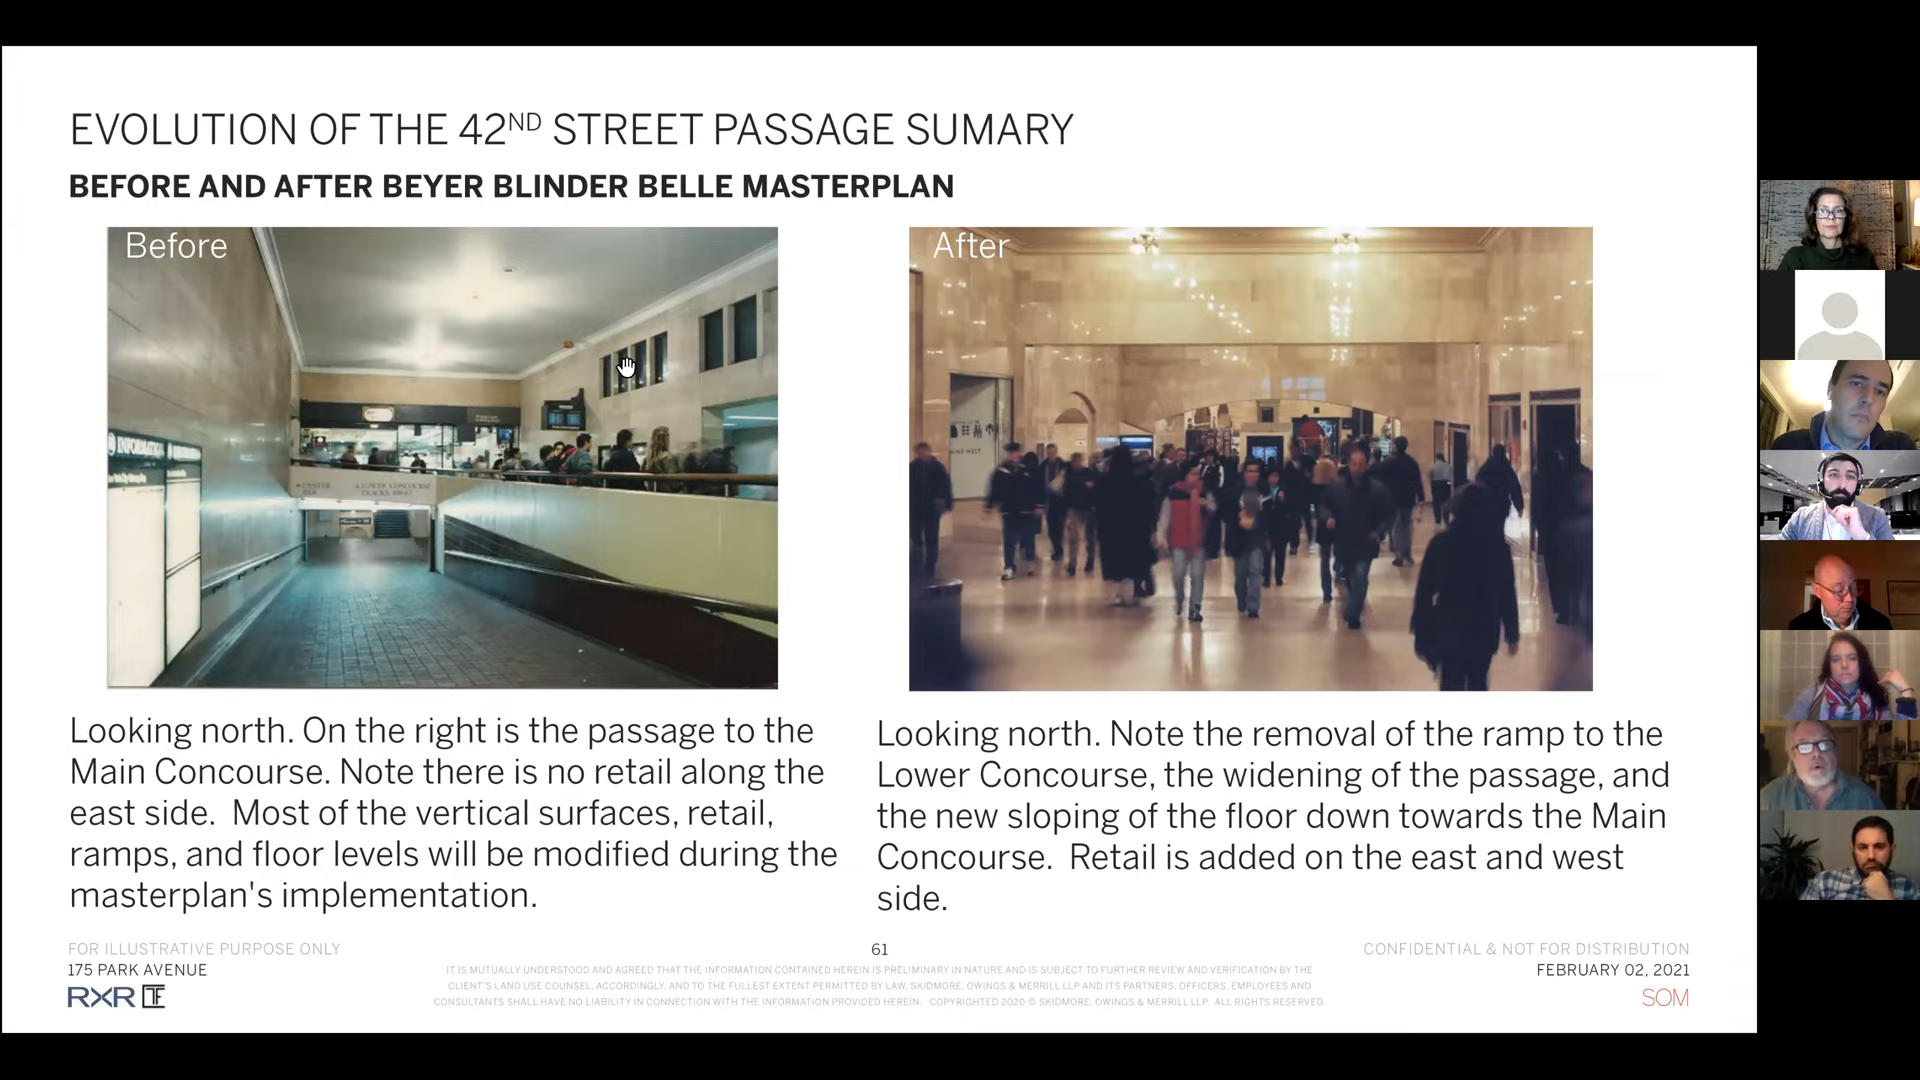 EVOLUTION OF THE 42ND STREET PASSAGE SUMARY
BEFORE AND AFTER BEYER BLINDER BELLE MASTERPLAN
Before
INFORMATION
OYSTER
BAR
LOWER CONCOURSE
TRACKS
Looking north. On the right is the passage to the
Main Concourse. Note there is no retail along the
east side. Most of the vertical surfaces, retail,
ramps, and floor levels will be modified during the
masterplan's implementation.
After
NINE WEST
Looking north. Note the removal of the ramp to the
Lower Concourse, the widening of the passage, and
the new sloping of the floor down towards the Main
Concourse. Retail is added on the east and west
side.
FOR ILLUSTRATIVE PURPOSE ONLY
175 PARK AVENUE
RXR TF
61
IT IS MUTUALLY UNDERSTOOD AND AGREED THAT THE INFORMATION CONTAINED HEREIN IS PRELIMINARY IN NATURE AND IS SUBJECT TO FURTHER REVIEW AND VERIFICATION BY THE
CLIENT'S LAND USE COUNSEL, ACCORDINGLY, AND TO THE FULLEST EXTENT PERMITTED BY LAW, SKIDMORE, OWINGS & MERRILL LLP AND ITS PARTNERS, OFFICERS, EMPLOYEES AND
CONSULTANTS SHALL HAVE NO LIABILITY IN CONNECTION WITH THE INFORMATION PROVIDED HEREIN. COPYRIGHTED 2020 © SKIDMORE, OWINGS & MERRILL LLP. ALL RIGHTS RESERVED.
CONFIDENTIAL & NOT FOR DISTRIBUTION
FEBRUARY 02, 2021
SOM